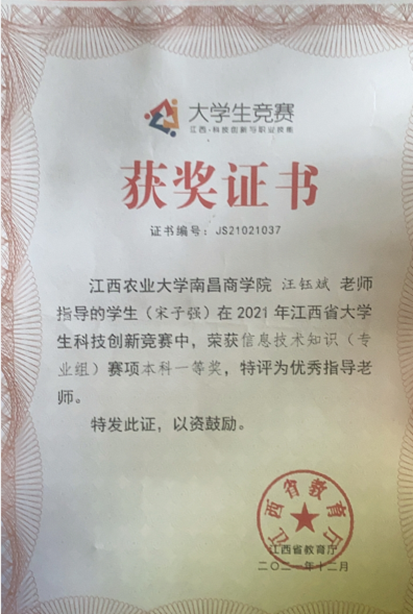 大学生竞赛
江西·科技创新与职业技能
获奖证书
证书编号：JS21021037
江西农业大学南昌商学院 汪钰斌 老师
指导的学生（宋子强）在2021年江西省大学
生科技创新竞赛中，荣获信息技术知识（专
业组）赛项本科一等奖，特评为优秀指导老
师。
特发此证，以资鼓励。
江西省教育厅
江西省教育厅
二〇二一年十二月